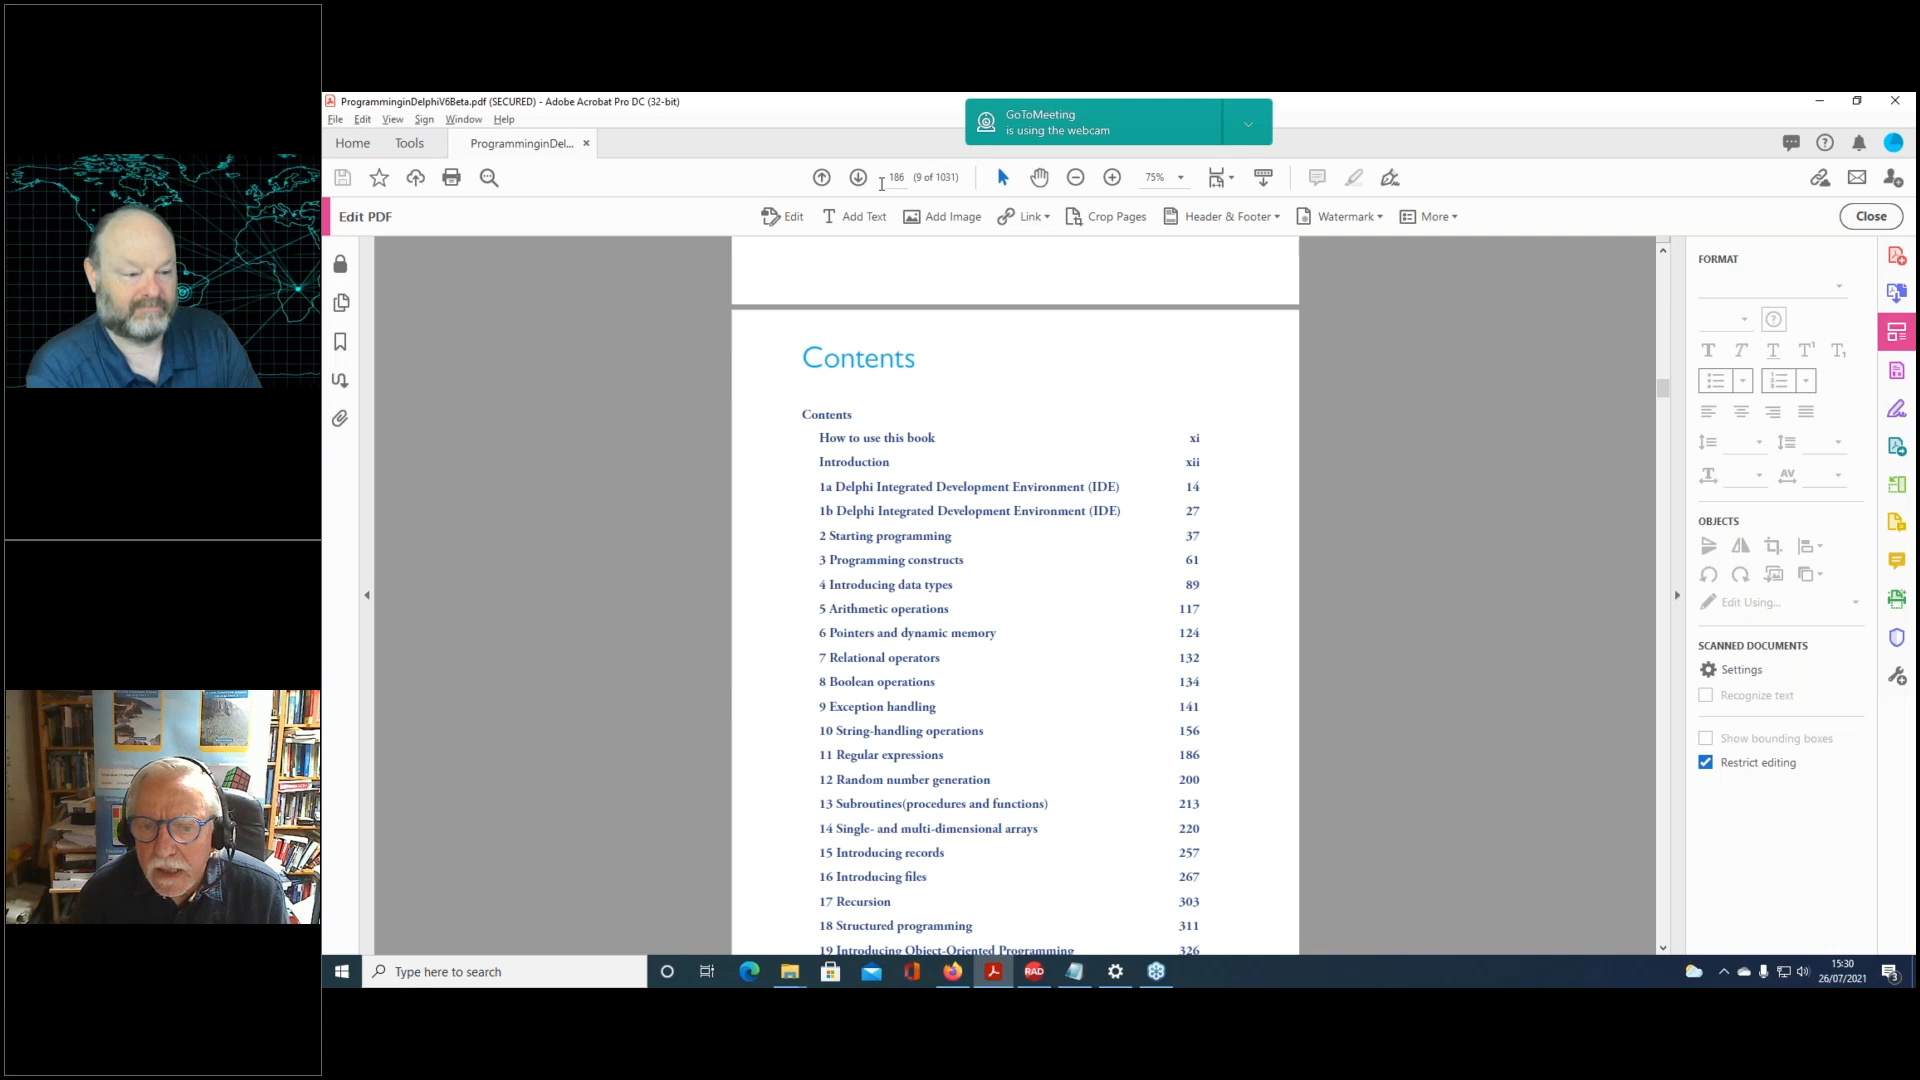 ProgramminginDelphiV6Beta.pdf (SECURED) - Adobe Acrobat Pro DC (32-bit)
File Edit View Sign Window Help
GoToMeeting
is using the webcam
Home Tools ProgramminginDel... ×
186 (9 of 1031) 75%
Edit PDF
Edit Add Text Add Image Link Crop Pages Header & Footer Watermark More
Close
Contents
Contents
How to use this book xi
Introduction xii
1a Delphi Integrated Development Environment (IDE) 14
1b Delphi Integrated Development Environment (IDE) 27
2 Starting programming 37
3 Programming constructs 61
4 Introducing data types 89
5 Arithmetic operations 117
6 Pointers and dynamic memory 124
7 Relational operators 132
8 Boolean operations 134
9 Exception handling 141
10 String-handling operations 156
11 Regular expressions 186
12 Random number generation 200
13 Subroutines(procedures and functions) 213
14 Single- and multi-dimensional arrays 220
15 Introducing records 257
16 Introducing files 267
17 Recursion 303
18 Structured programming 311
19 Introducing Object-Oriented Programming 326
FORMAT
OBJECTS
Edit Using...
SCANNED DOCUMENTS
Settings
Recognize text
Show bounding boxes
Restrict editing
Type here to search
RAD
15:30
26/07/2021
3